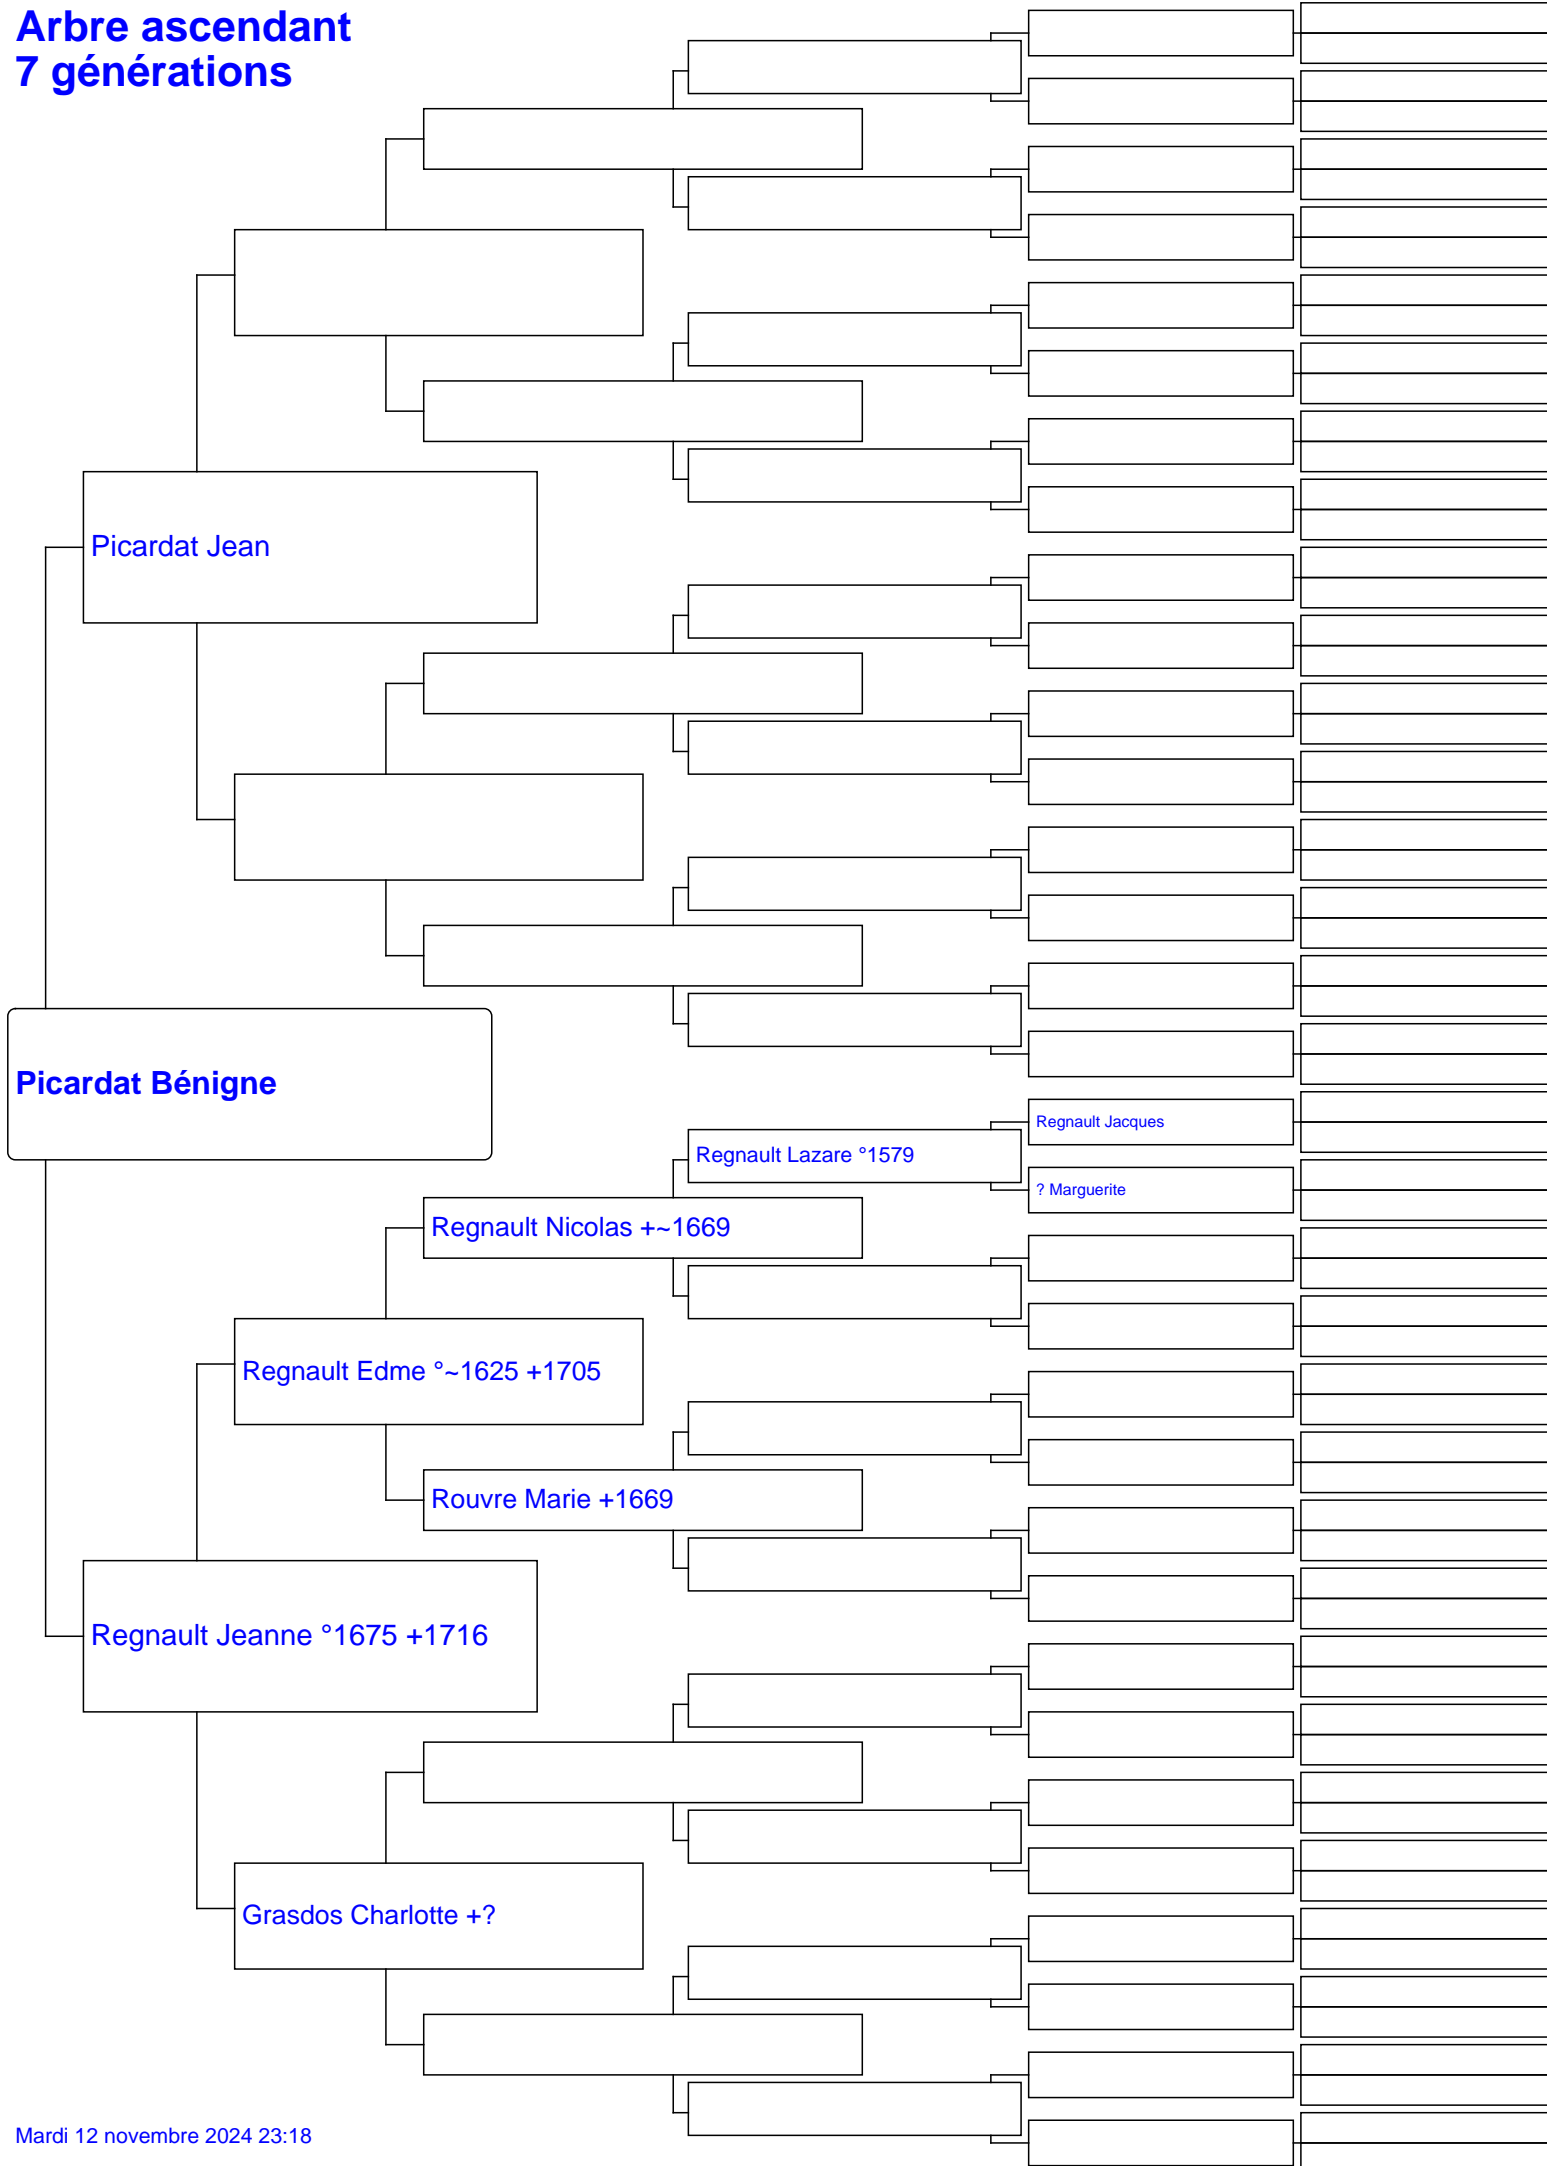 Arbre ascendant
7 générations
Picardat Jean
Picardat Bénigne
Regnault Jacques
Regnault Lazare °1579
? Marguerite
Regnault Nicolas +~1669
Regnault Edme °~1625 +1705
Rouvre Marie +1669
Regnault Jeanne °1675 +1716
Grasdos Charlotte +?
Mardi 12 novembre 2024 23:18